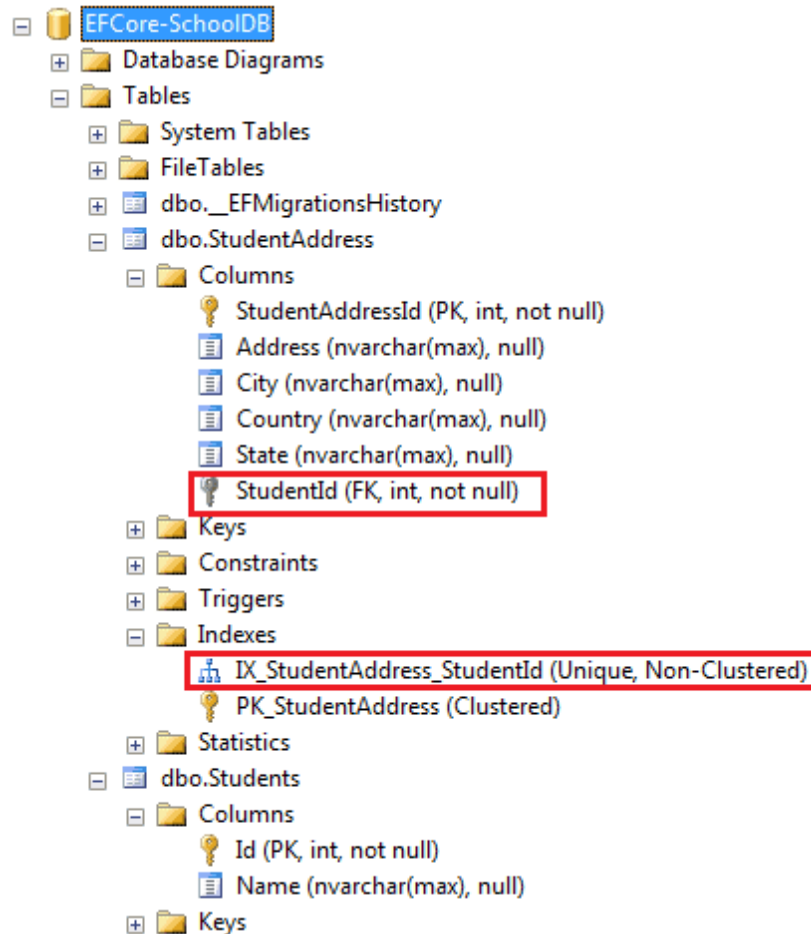 EFCore-SchoolDB
Database Diagrams
Tables
System Tables
FileTables
dbo.__EFMigrationsHistory
dbo.StudentAddress
Columns
StudentAddressId (PK, int, not null)
Address (nvarchar(max), null)
City (nvarchar(max), null)
Country (nvarchar(max), null)
State (nvarchar(max), null)
StudentId (FK, int, not null)
Keys
Constraints
Triggers
Indexes
IX_StudentAddress_StudentId (Unique, Non-Clustered)
PK_StudentAddress (Clustered)
Statistics
dbo.Students
Columns
Id (PK, int, not null)
Name (nvarchar(max), null)
Keys